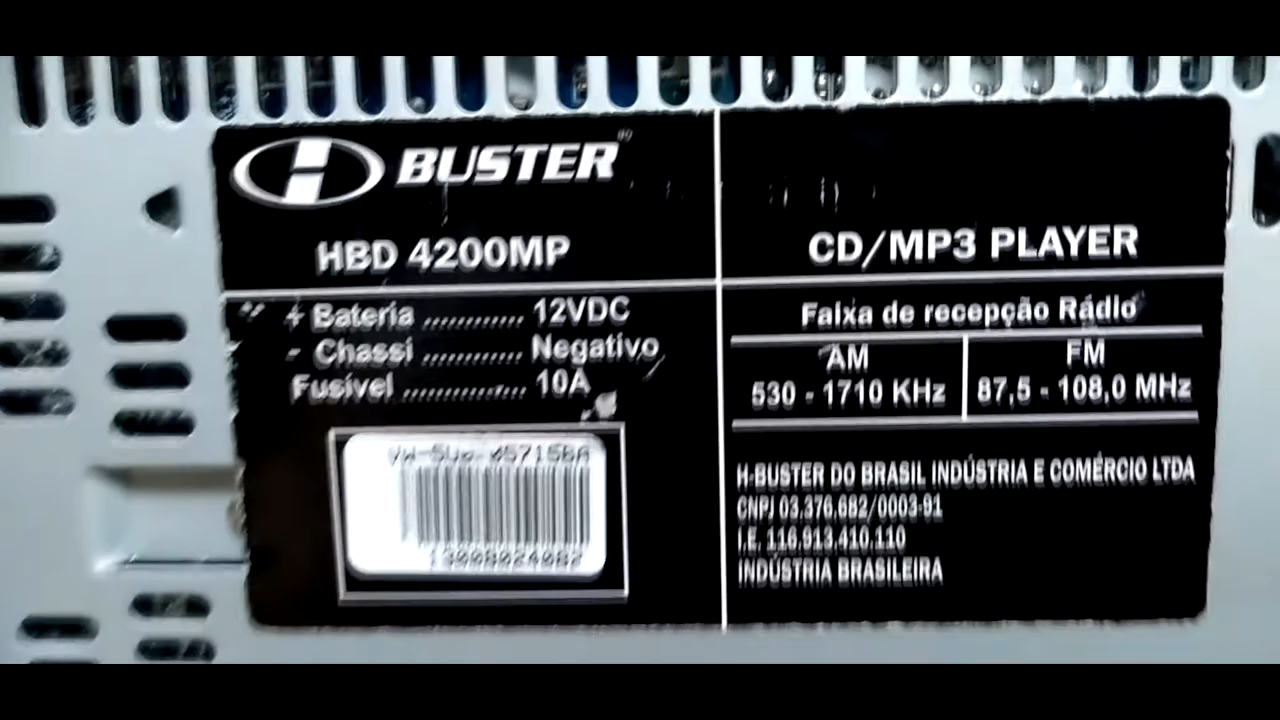 H BUSTER
HBD 4200MP
+ Bateria ............ 12VDC
- Chassi ............ Negativo
Fusível ............... 10A
CD/MP3 PLAYER
Faixa de recepção Rádio
AM
530 - 1710 KHz
FM
87,5 - 108,0 MHz
H-BUSTER DO BRASIL INDÚSTRIA E COMÉRCIO LTDA
CNPJ 03.376.682/0003-91
I.E. 116.913.410.110
INDÚSTRIA BRASILEIRA